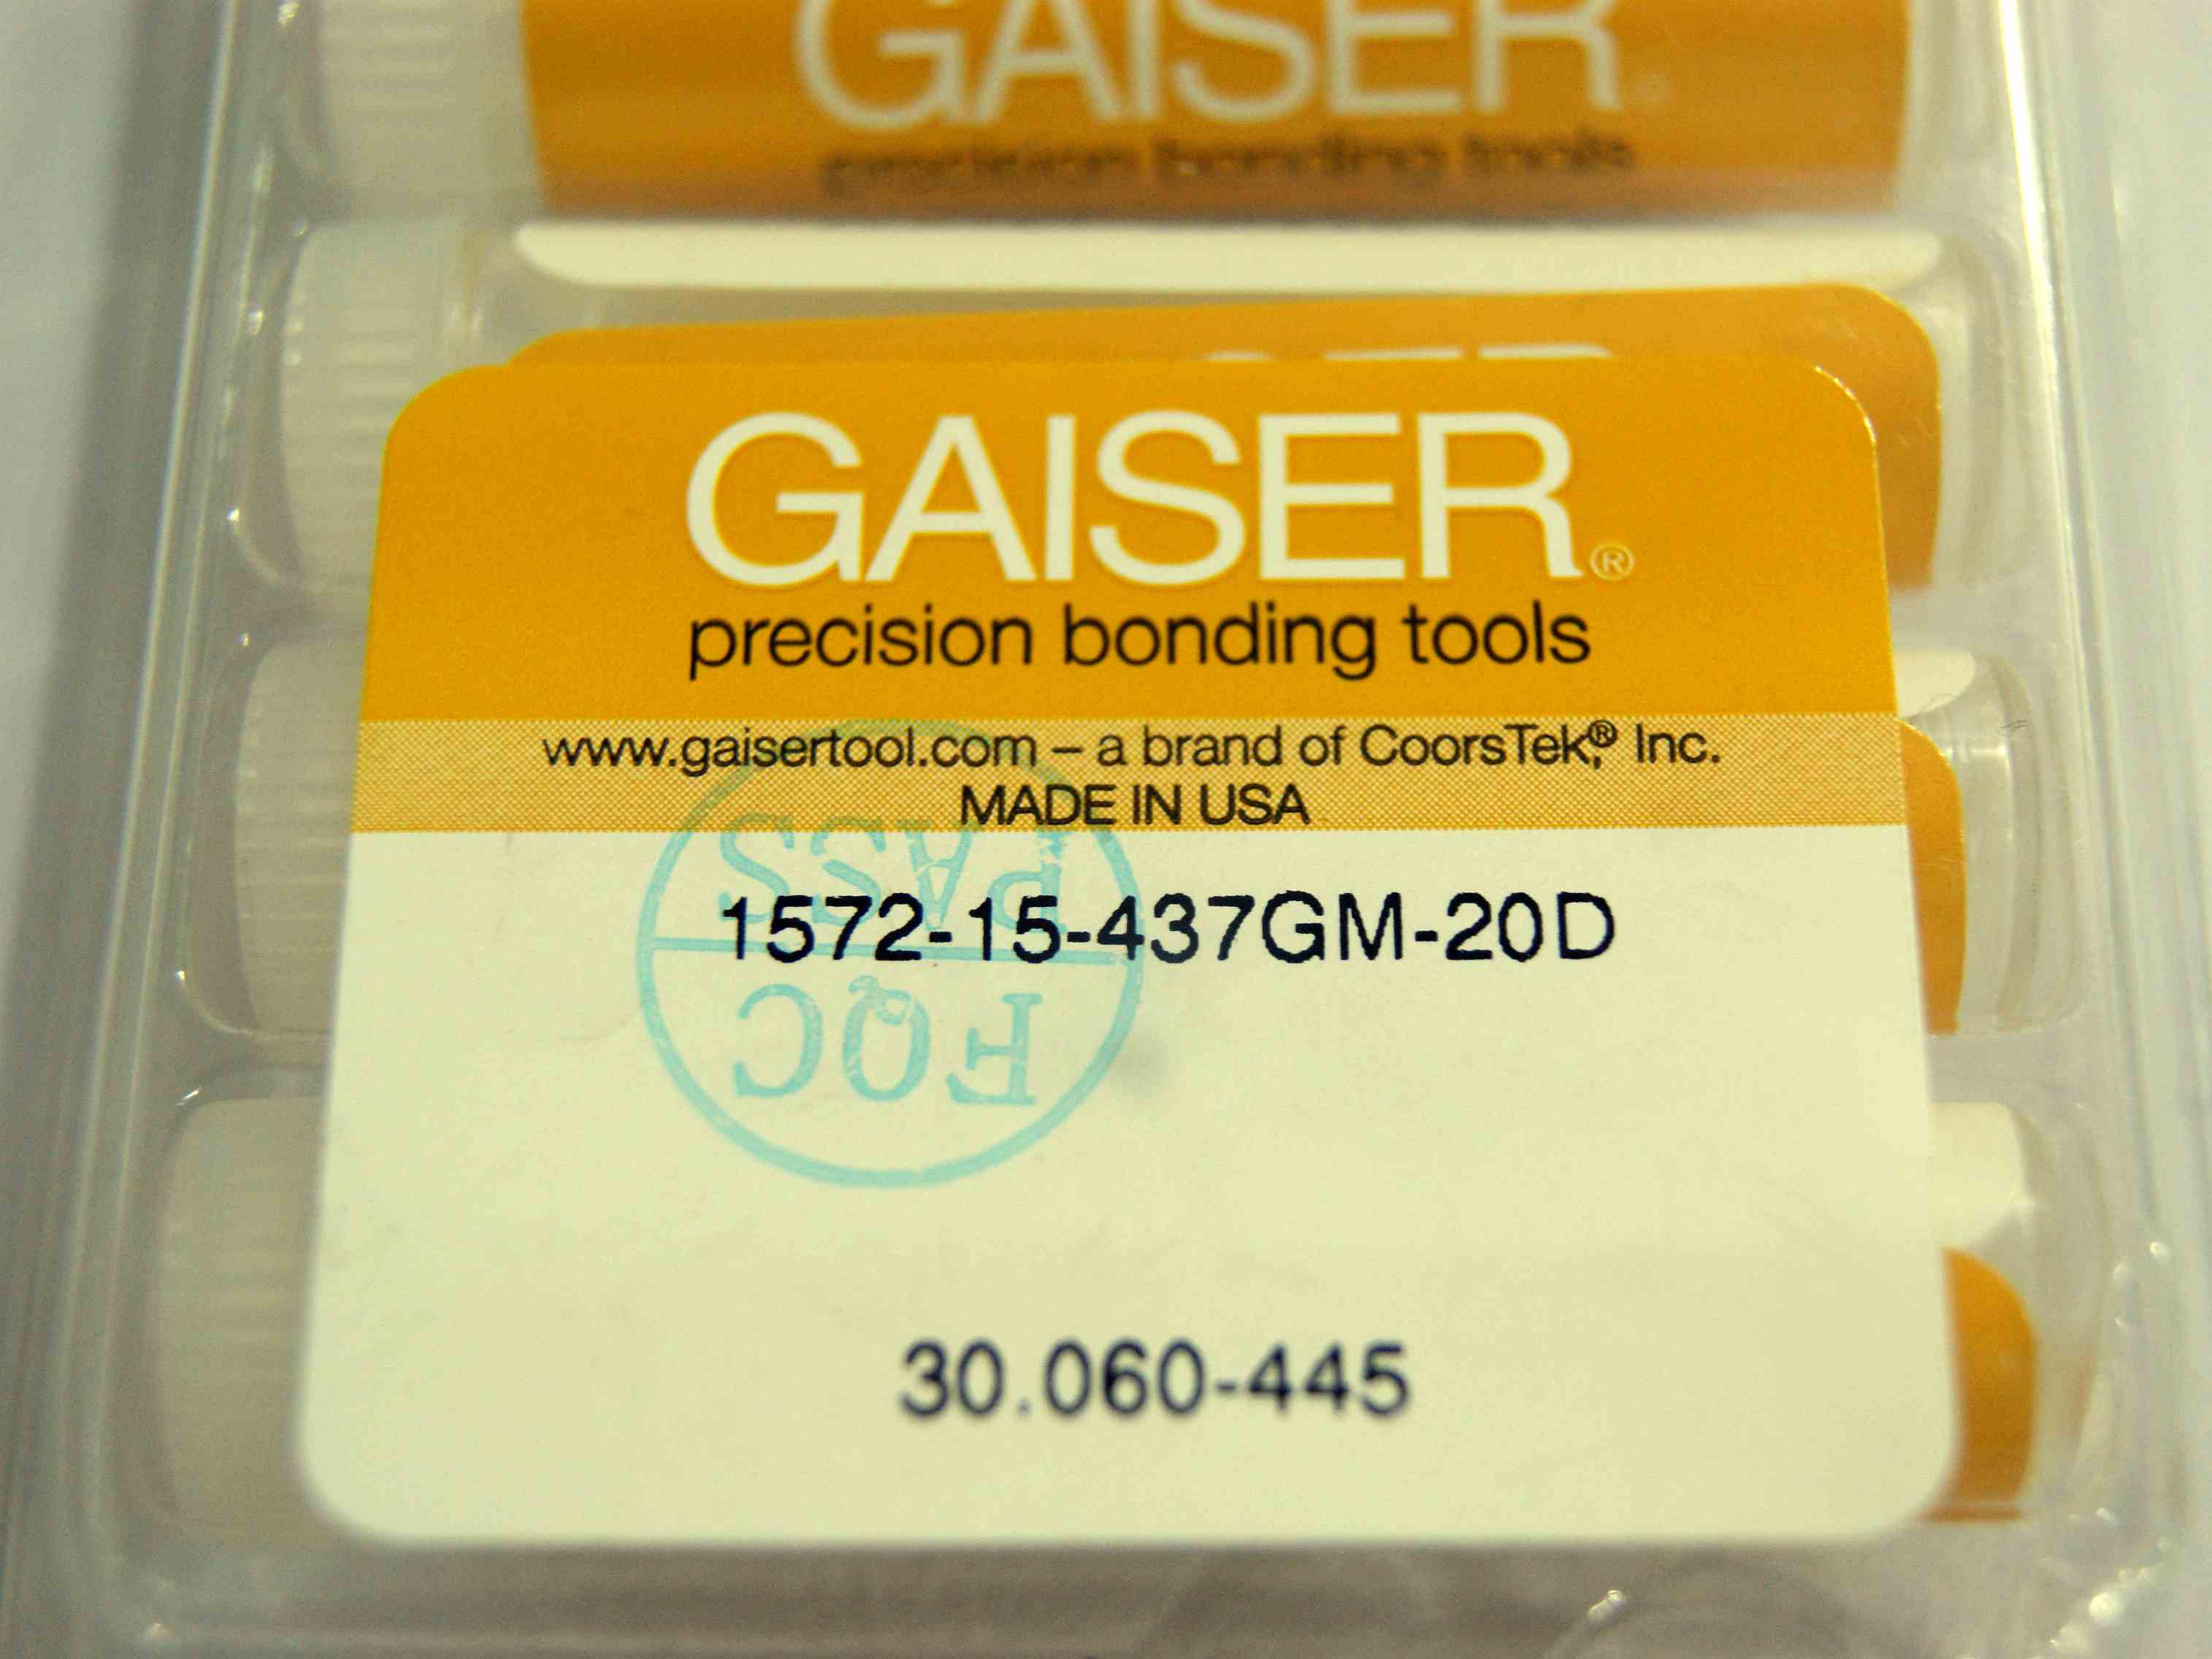 GAISER
precision bonding tools
GAISER®
precision bonding tools
www.gaisertool.com – a brand of CoorsTek,® Inc.
MADE IN USA
PASS
1572-15-437GM-20D
FQC
30.060-445